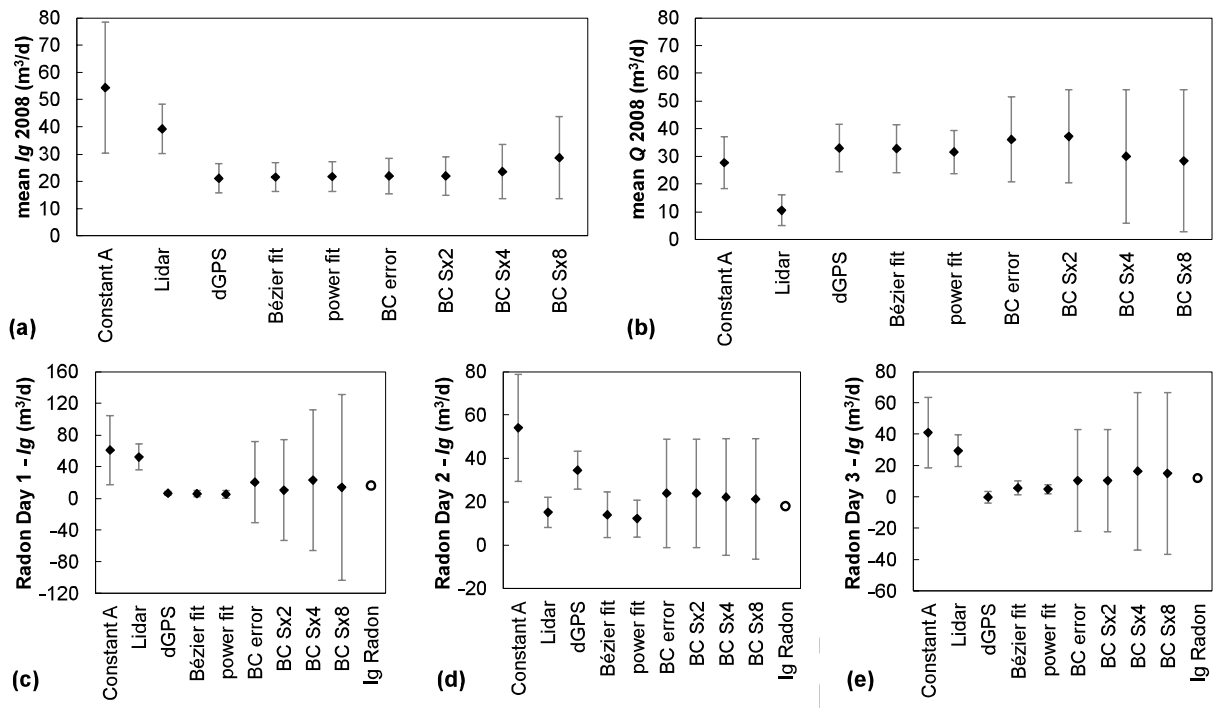 mean Ig 2008 (m³/d)
80
70
60
50
40
30
20
10
0
Constant A
Lidar
dGPS
Bézier fit
power fit
BC error
BC Sx2
BC Sx4
BC Sx8
(a)
mean Q 2008 (m³/d)
80
70
60
50
40
30
20
10
0
Constant A
Lidar
dGPS
Bézier fit
power fit
BC error
BC Sx2
BC Sx4
BC Sx8
(b)
Radon Day 1 - Ig (m³/d)
160
120
80
40
0
−40
−80
−120
Constant A
Lidar
dGPS
Bézier fit
power fit
BC error
BC Sx2
BC Sx4
BC Sx8
Ig Radon
(c)
Radon Day 2 - Ig (m³/d)
80
60
40
20
0
−20
Constant A
Lidar
dGPS
Bézier fit
power fit
BC error
BC Sx2
BC Sx4
BC Sx8
Ig Radon
(d)
Radon Day 3 - Ig (m³/d)
80
60
40
20
0
−20
−40
−60
Constant A
Lidar
dGPS
Bézier fit
power fit
BC error
BC Sx2
BC Sx4
BC Sx8
Ig Radon
(e)